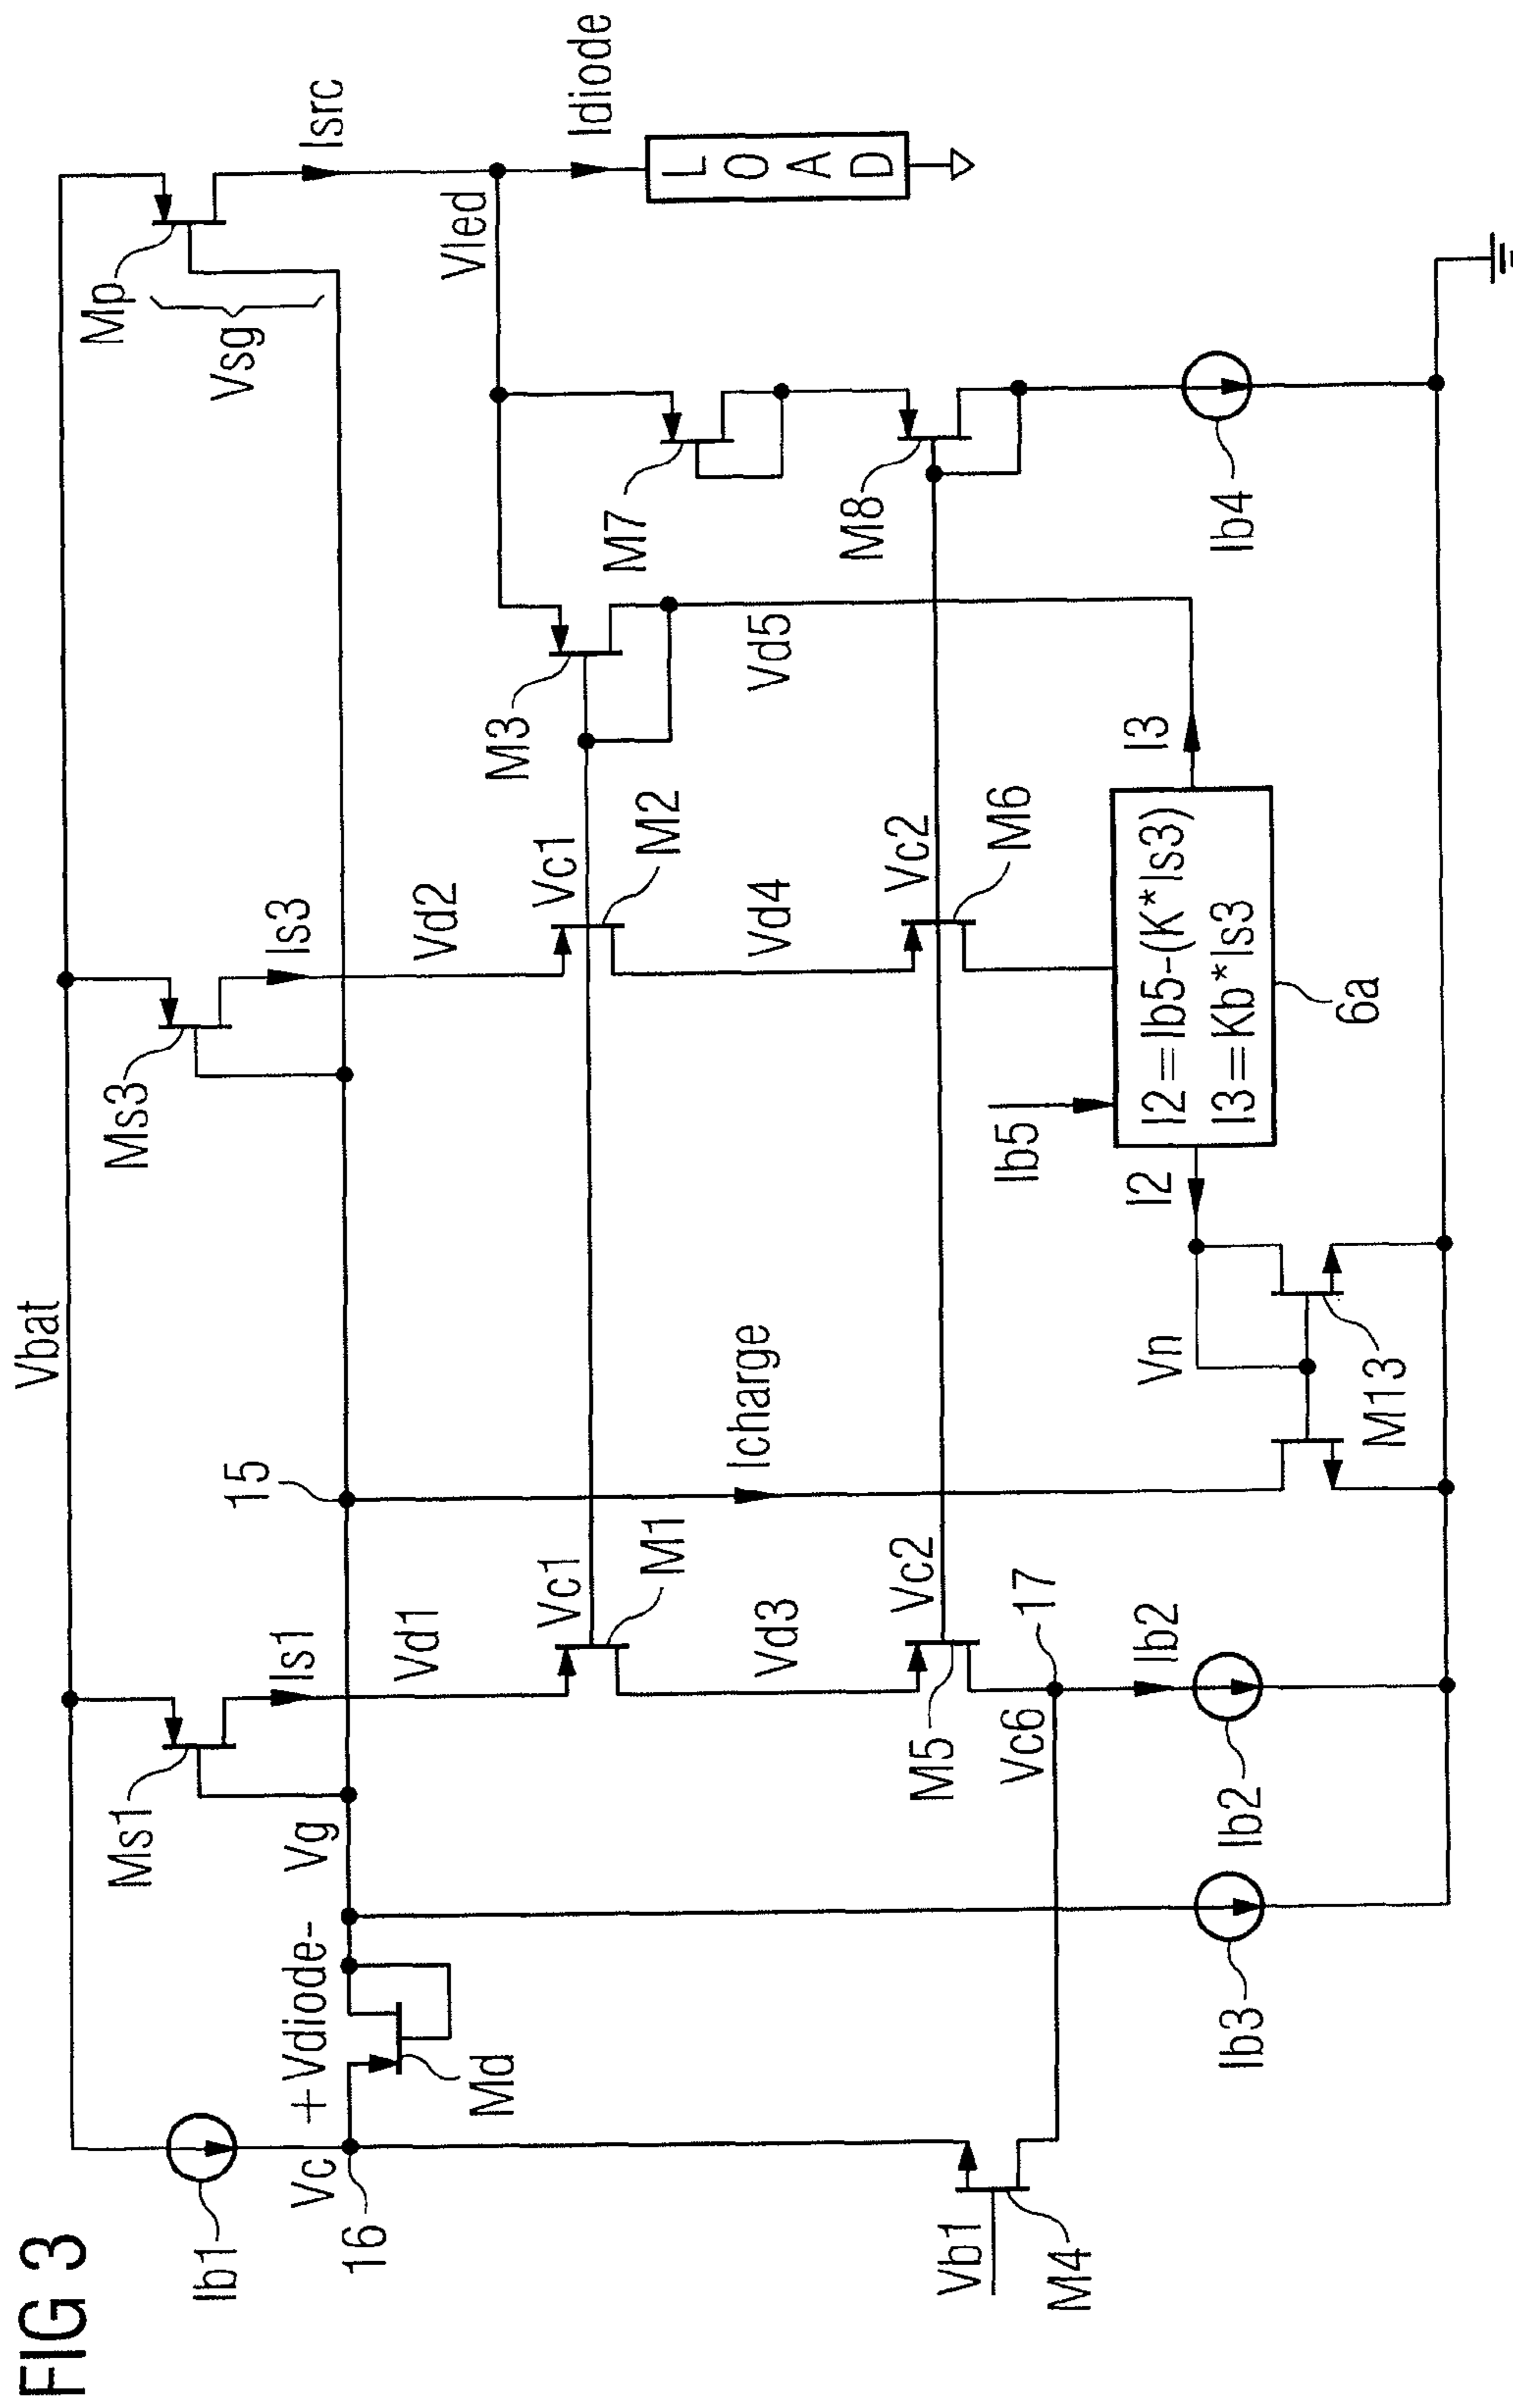 FIG 3
Vbat
Ib1
Vc
16
+Vdiode-
Md
Vg
Ms1
Is1
Vd1
15
Ms3
Is3
Vd2
Mp
Vsg
Isrc
Vled
Idiode
LOAD
Vc1
M1
Vc1
M2
M3
M7
Vd3
Icharge
Vd4
Vd5
M8
Vb1
M4
Vc2
M5
Vc6
17
Ib2
Vc2
M6
Ib3
Ib2
Vn
M13
I2
Ib5
I2=Ib5-(K*Is3)
I3=Kb*Is3
6a
I3
Ib4